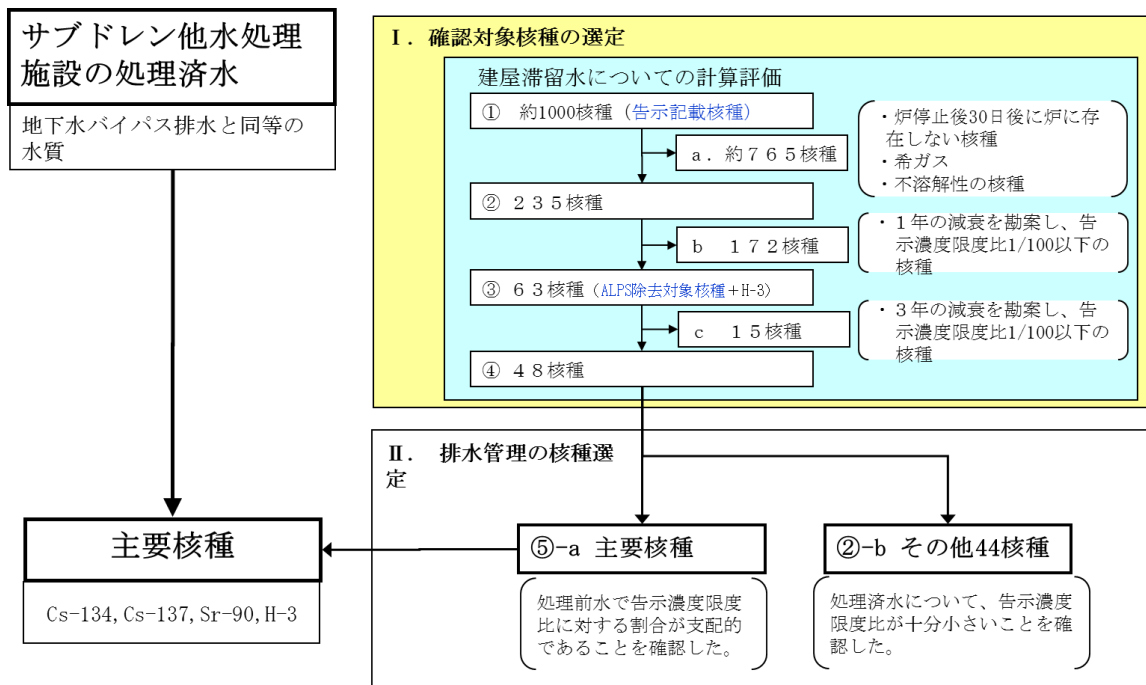 サブドレン他水処理
施設の処理済水
地下水バイパス排水と同等の
水質
主要核種
Cs-134,Cs-137,Sr-90,H-3
Ⅰ．確認対象核種の選定
建屋滞留水についての計算評価
① 約1000核種（告示記載核種）
a．約７６５核種
・炉停止後30日後に炉に存
在しない核種
・希ガス
・不溶解性の核種
② ２３５核種
b １７２核種
・１年の減衰を勘案し、告
示濃度限度比1/100以下の
核種
③ ６３核種（ALPS除去対象核種＋H-3）
c １５核種
・３年の減衰を勘案し、告
示濃度限度比1/100以下の
核種
④ ４８核種
Ⅱ． 排水管理の核種選
定
⑤-a 主要核種
処理前水で告示濃度限度
比に対する割合が支配的
であることを確認した。
②-b その他44核種
処理済水について、告示濃度
限度比が十分小さいことを確
認した。